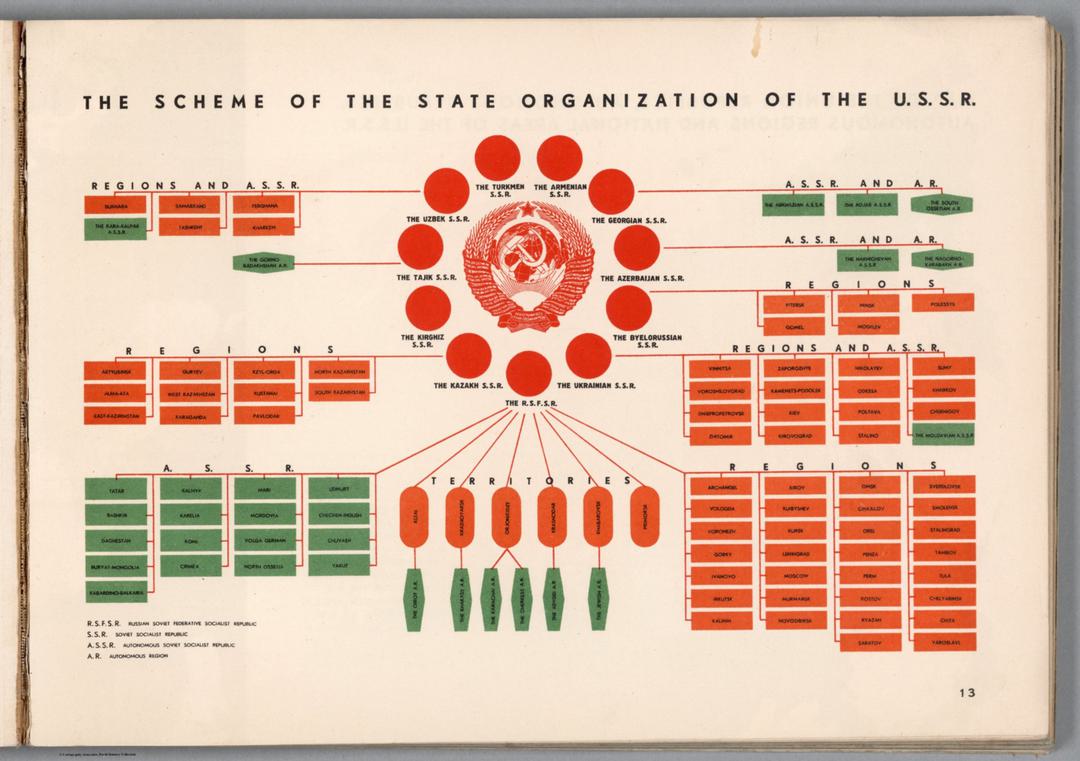 THE SCHEME OF THE STATE ORGANIZATION OF THE U.S.S.R.
THE TURKMEN
S.S.R.
THE ARMENIAN
S.S.R.
THE UZBEK S.S.R.
THE GEORGIAN S.S.R.
THE TAJIK S.S.R.
THE AZERBAIJAN S.S.R.
THE KIRGHIZ
S.S.R.
THE BYELORUSSIAN
S.S.R.
THE KAZAKH S.S.R.
THE UKRAINIAN S.S.R.
THE R.S.F.S.R.
REGIONS AND A.S.S.R.
BUKHARA
SAMARKAND
FERGHANA
THE KARA-KALPAK
A.S.S.R.
TASHKENT
KHAREZM
THE GORNO-
BADAKHSHAN A.R.
A.S.S.R. AND A.R.
THE ABKHAZIAN A.S.S.R.
THE ADJAR A.S.S.R.
THE SOUTH
OSSETIAN A.R.
A.S.S.R. AND A.R.
THE NAKHICHEVAN
A.S.S.R.
THE NAGORNO-
KARABAKH A.R.
REGIONS
VITEBSK
MINSK
POLESSYE
GOMEL
MOGILEV
REGIONS
AKTYUBINSK
GURYEV
KZYL-ORDA
NORTH KAZAKHSTAN
ALMA-ATA
WEST KAZAKHSTAN
KUSTANAI
SOUTH KAZAKHSTAN
EAST-KAZAKHSTAN
KARAGANDA
PAVLODAR
REGIONS AND A.S.S.R.
VINNITSA
ZAPOROZHYE
NIKOLAYEV
SUMY
VOROSHILOVGRAD
KAMENETS-PODOLSK
ODESSA
KHARKOV
DNIEPROPETROVSK
KIEV
POLTAVA
CHERNIGOV
ZHITOMIR
KIROVOGRAD
STALINO
THE MOLDAVIAN A.S.S.R.
A.S.S.R.
TATAR
KALMYK
MARI
UDMURT
BASHKIR
KARELIA
MORDOVIA
CHECHEN-INGUSH
DAGHESTAN
KOMI
VOLGA GERMAN
CHUVASH
BURYAT-MONGOLIA
CRIMEA
NORTH OSSETIA
YAKUT
KABARDINO-BALKARIA
TERRITORIES
ALTAI
KRASNOYARSK
ORJONIKIDZE
KRASNODAR
KHABAROVSK
PRIMORSK
THE OIROT A.R.
THE KHAKASS A.R.
THE KARACHAI A.R.
THE CHERKESS A.R.
THE ADYGEI A.R.
THE JEWISH A.R.
REGIONS
ARCHANGEL
KIROV
OMSK
SVERDLOVSK
VOLOGDA
KUIBYSHEV
CHKALOV
SMOLENSK
VORONEZH
KURSK
OREL
STALINGRAD
GORKY
LENINGRAD
PENZA
TAMBOV
IVANOVO
MOSCOW
PERM
TULA
IRKUTSK
MURMANSK
ROSTOV
CHELYABINSK
KALININ
NOVOSIBIRSK
RYAZAN
CHITA
SARATOV
YAROSLAVL
R.S.F.S.R. RUSSIAN SOVIET FEDERATIVE SOCIALIST REPUBLIC
S.S.R. SOVIET SOCIALIST REPUBLIC
A.S.S.R. AUTONOMOUS SOVIET SOCIALIST REPUBLIC
A.R. AUTONOMOUS REGION
13